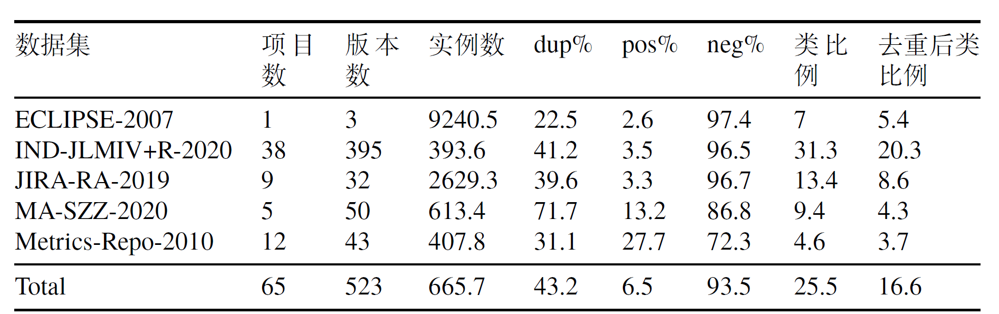 数据集 项目数 版本数 实例数 dup% pos% neg% 类比例 去重后类比例
ECLIPSE-2007 1 3 9240.5 22.5 2.6 97.4 7 5.4
IND-JLMIV+R-2020 38 395 393.6 41.2 3.5 96.5 31.3 20.3
JIRA-RA-2019 9 32 2629.3 39.6 3.3 96.7 13.4 8.6
MA-SZZ-2020 5 50 613.4 71.7 13.2 86.8 9.4 4.3
Metrics-Repo-2010 12 43 407.8 31.1 27.7 72.3 4.6 3.7
Total 65 523 665.7 43.2 6.5 93.5 25.5 16.6